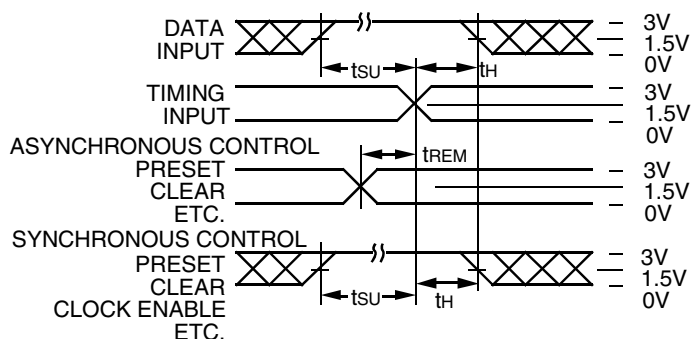 DATA
INPUT
tSU
tH
3V
1.5V
0V
TIMING
INPUT
3V
1.5V
0V
ASYNCHRONOUS CONTROL
PRESET
CLEAR
ETC.
tREM
3V
1.5V
0V
SYNCHRONOUS CONTROL
PRESET
CLEAR
CLOCK ENABLE
ETC.
tSU
tH
3V
1.5V
0V